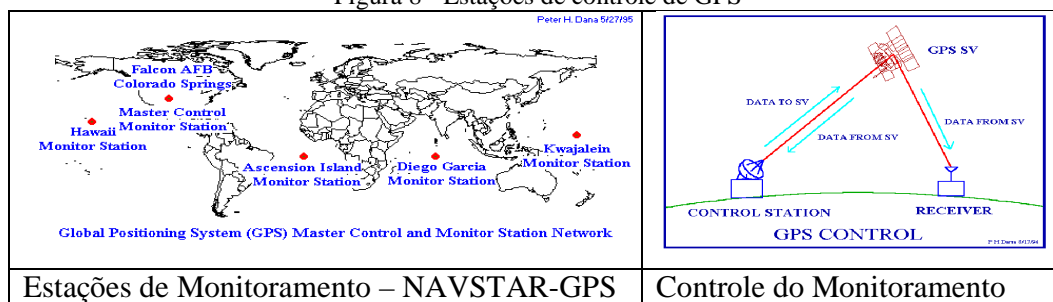 Figura 8 - Estações de controle de GPS
Peter H. Dana 5/27/95
Falcon AFB
Colorado Springs
Master Control
Monitor Station
Hawaii
Monitor Station
Ascension Island
Monitor Station
Diego Garcia
Monitor Station
Kwajalein
Monitor Station
Global Positioning System (GPS) Master Control and Monitor Station Network
GPS SV
DATA TO SV
DATA FROM SV
DATA FROM SV
CONTROL STATION
RECEIVER
GPS CONTROL
Estações de Monitoramento – NAVSTAR-GPS
Controle do Monitoramento